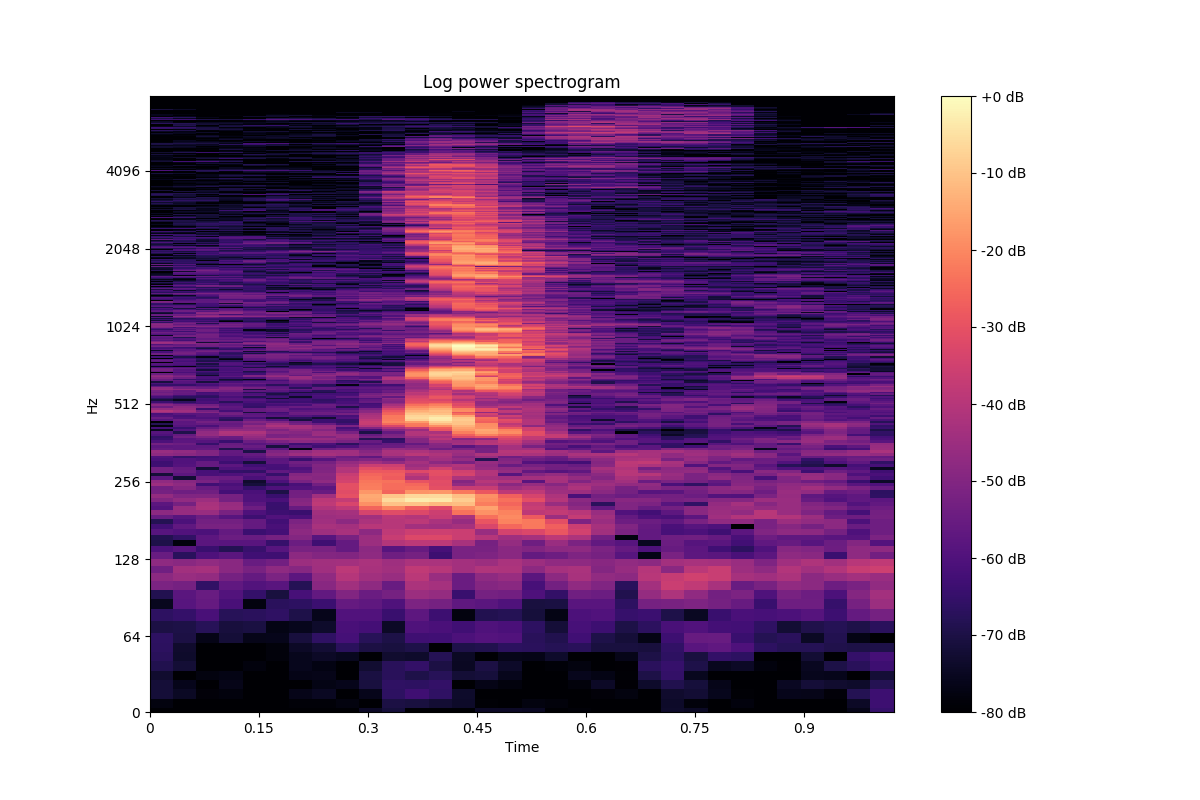 Log power spectrogram
Hz
4096
2048
1024
512
256
128
64
0
0 0.15 0.3 0.45 0.6 0.75 0.9
Time
+0 dB
-10 dB
-20 dB
-30 dB
-40 dB
-50 dB
-60 dB
-70 dB
-80 dB